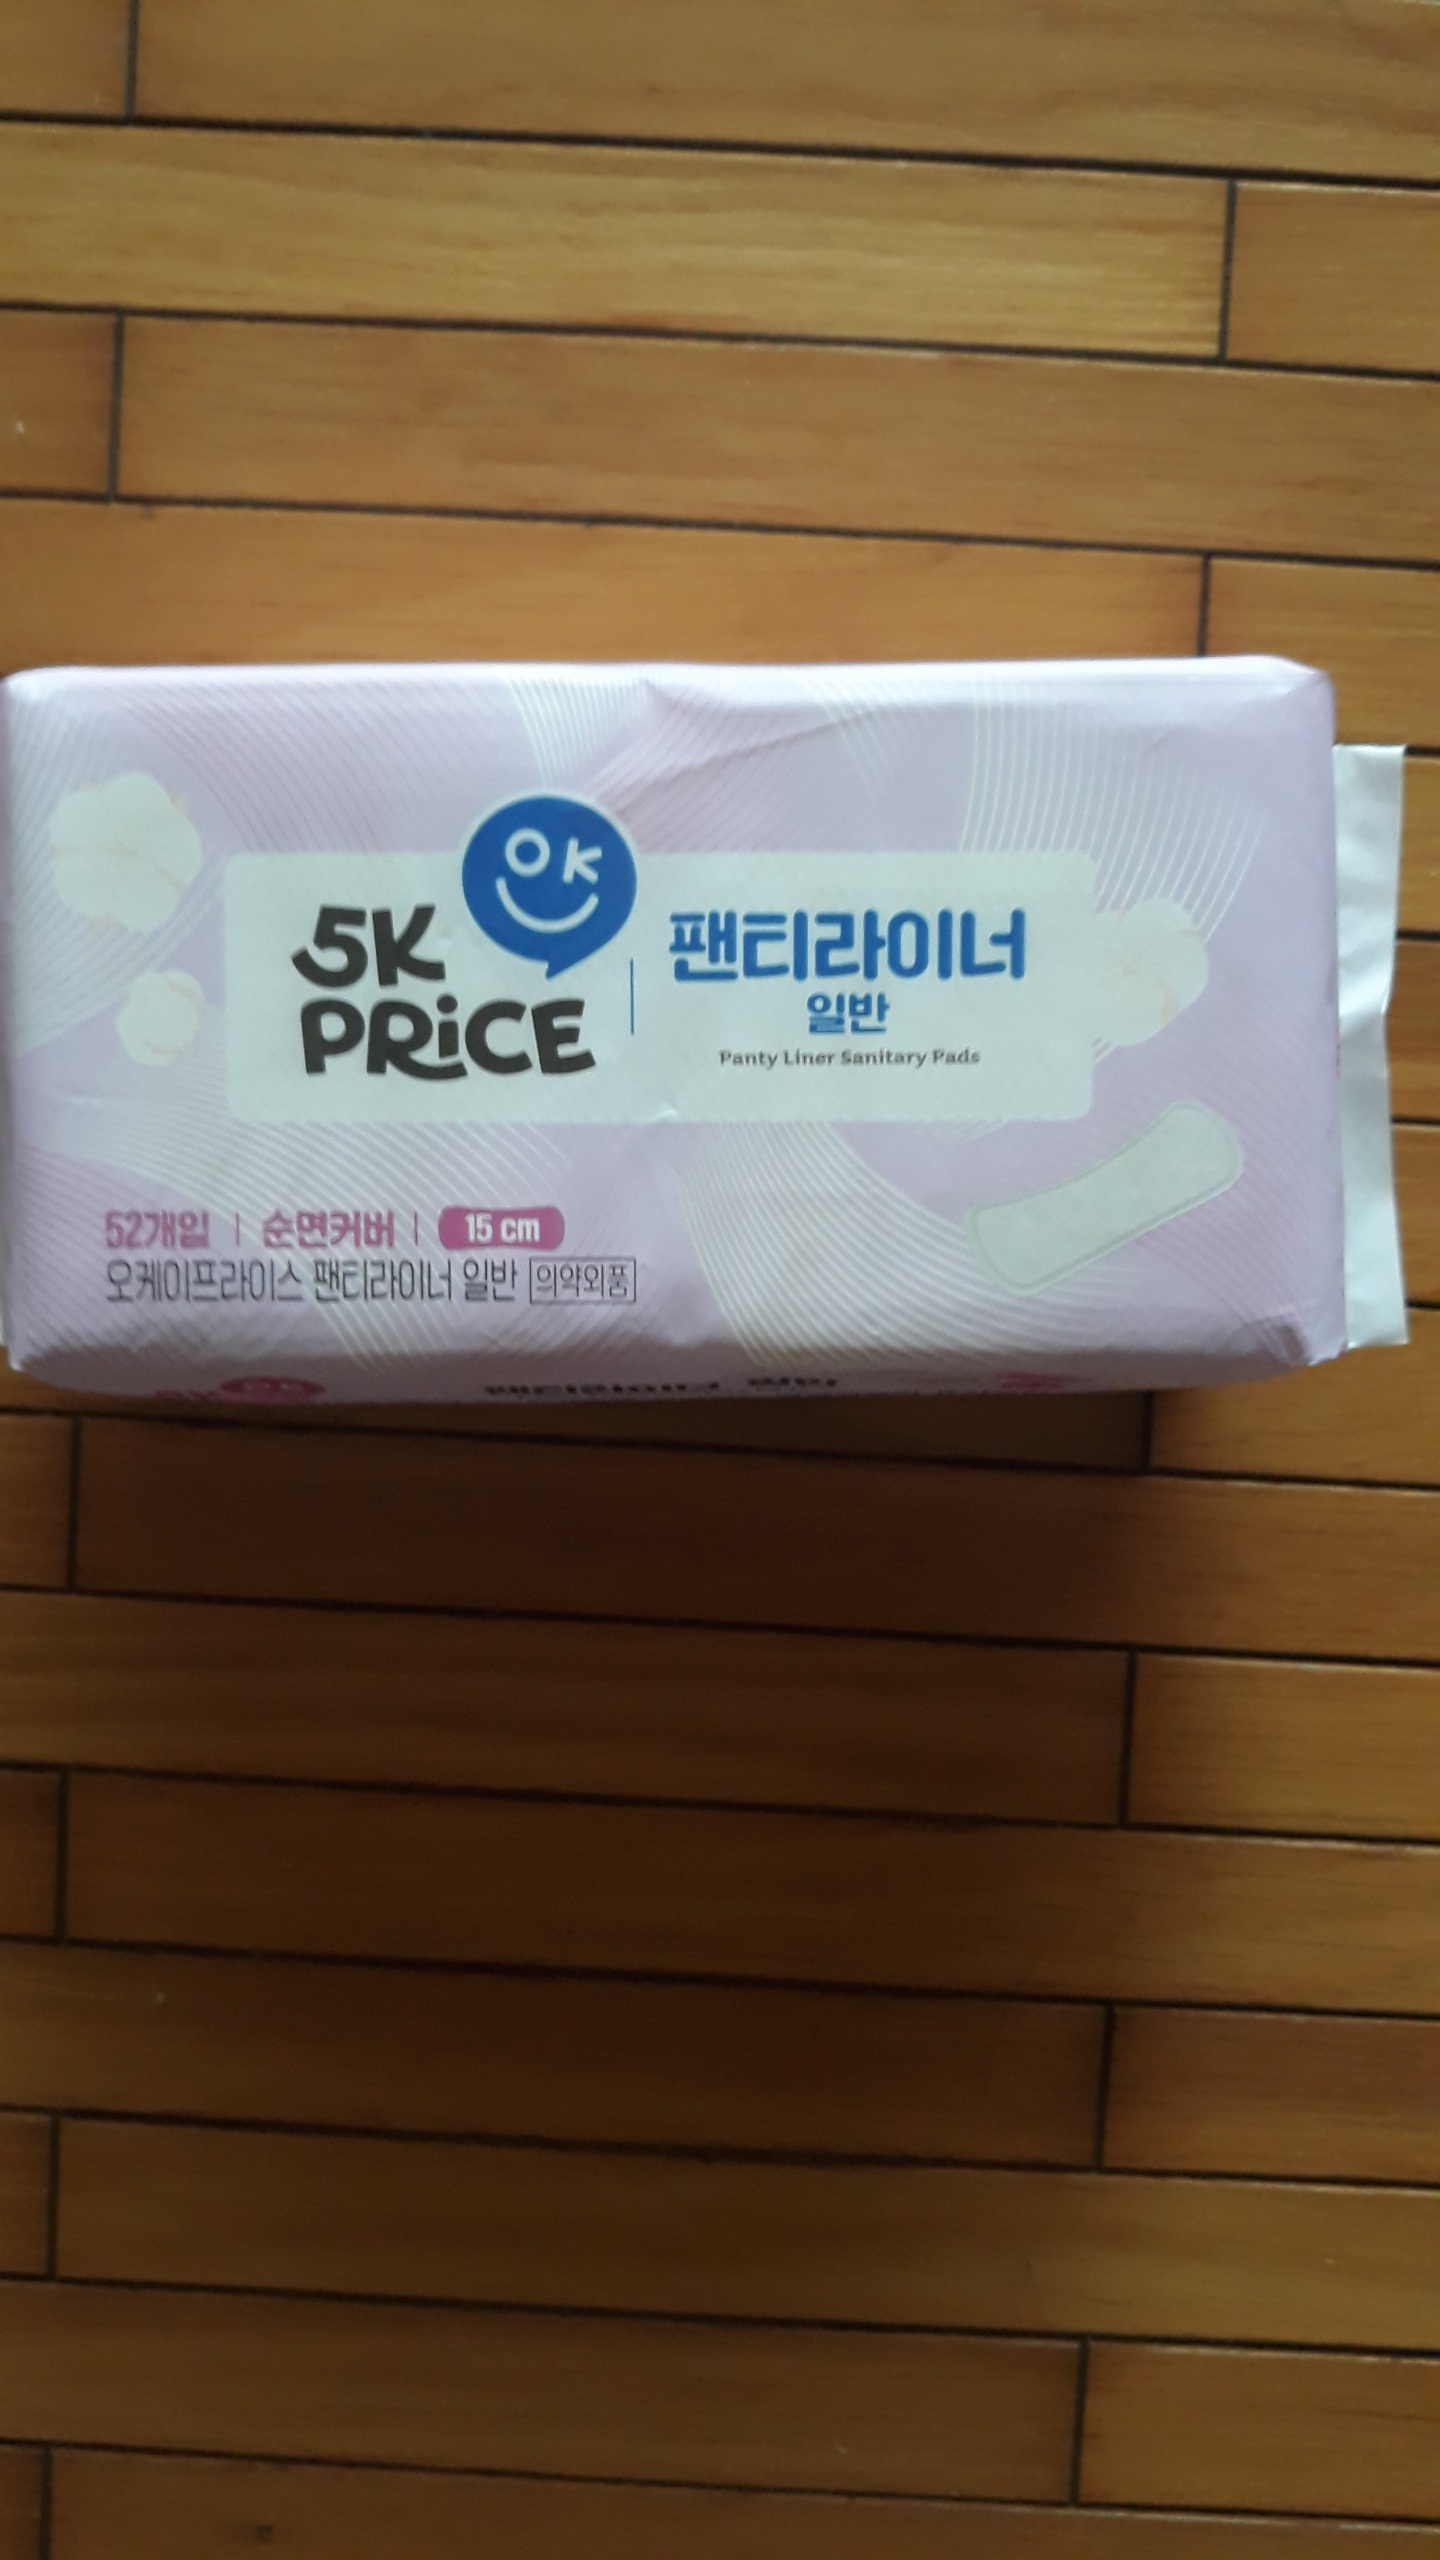 OK
5K
PRiCE
팬티라이너
일반
Panty Liner Sanitary Pads
52개입 | 순면커버 | 15 cm
오케이프라이스 팬티라이너 일반 의약외품